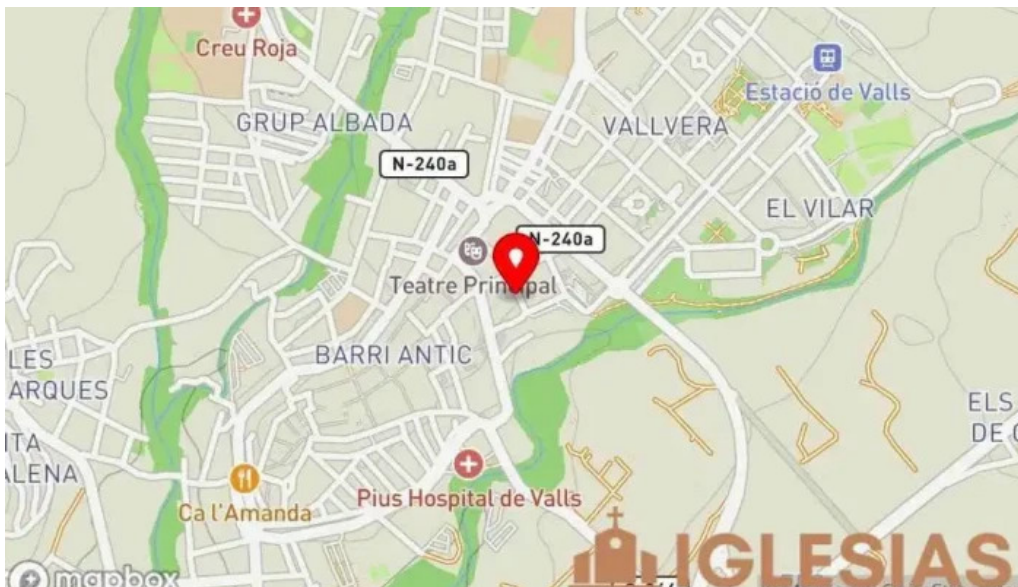 Creu Roja
Estació de Valls
GRUP ALBADA
VALLVERA
N-240a
EL VILAR
N-240a
Teatre Principal
BARRI ANTIC
LES
ARQUES
ELS
DE
ALENA
Ca l'Amanda
Pius Hospital de Valls
IGLESIAS
mapbox